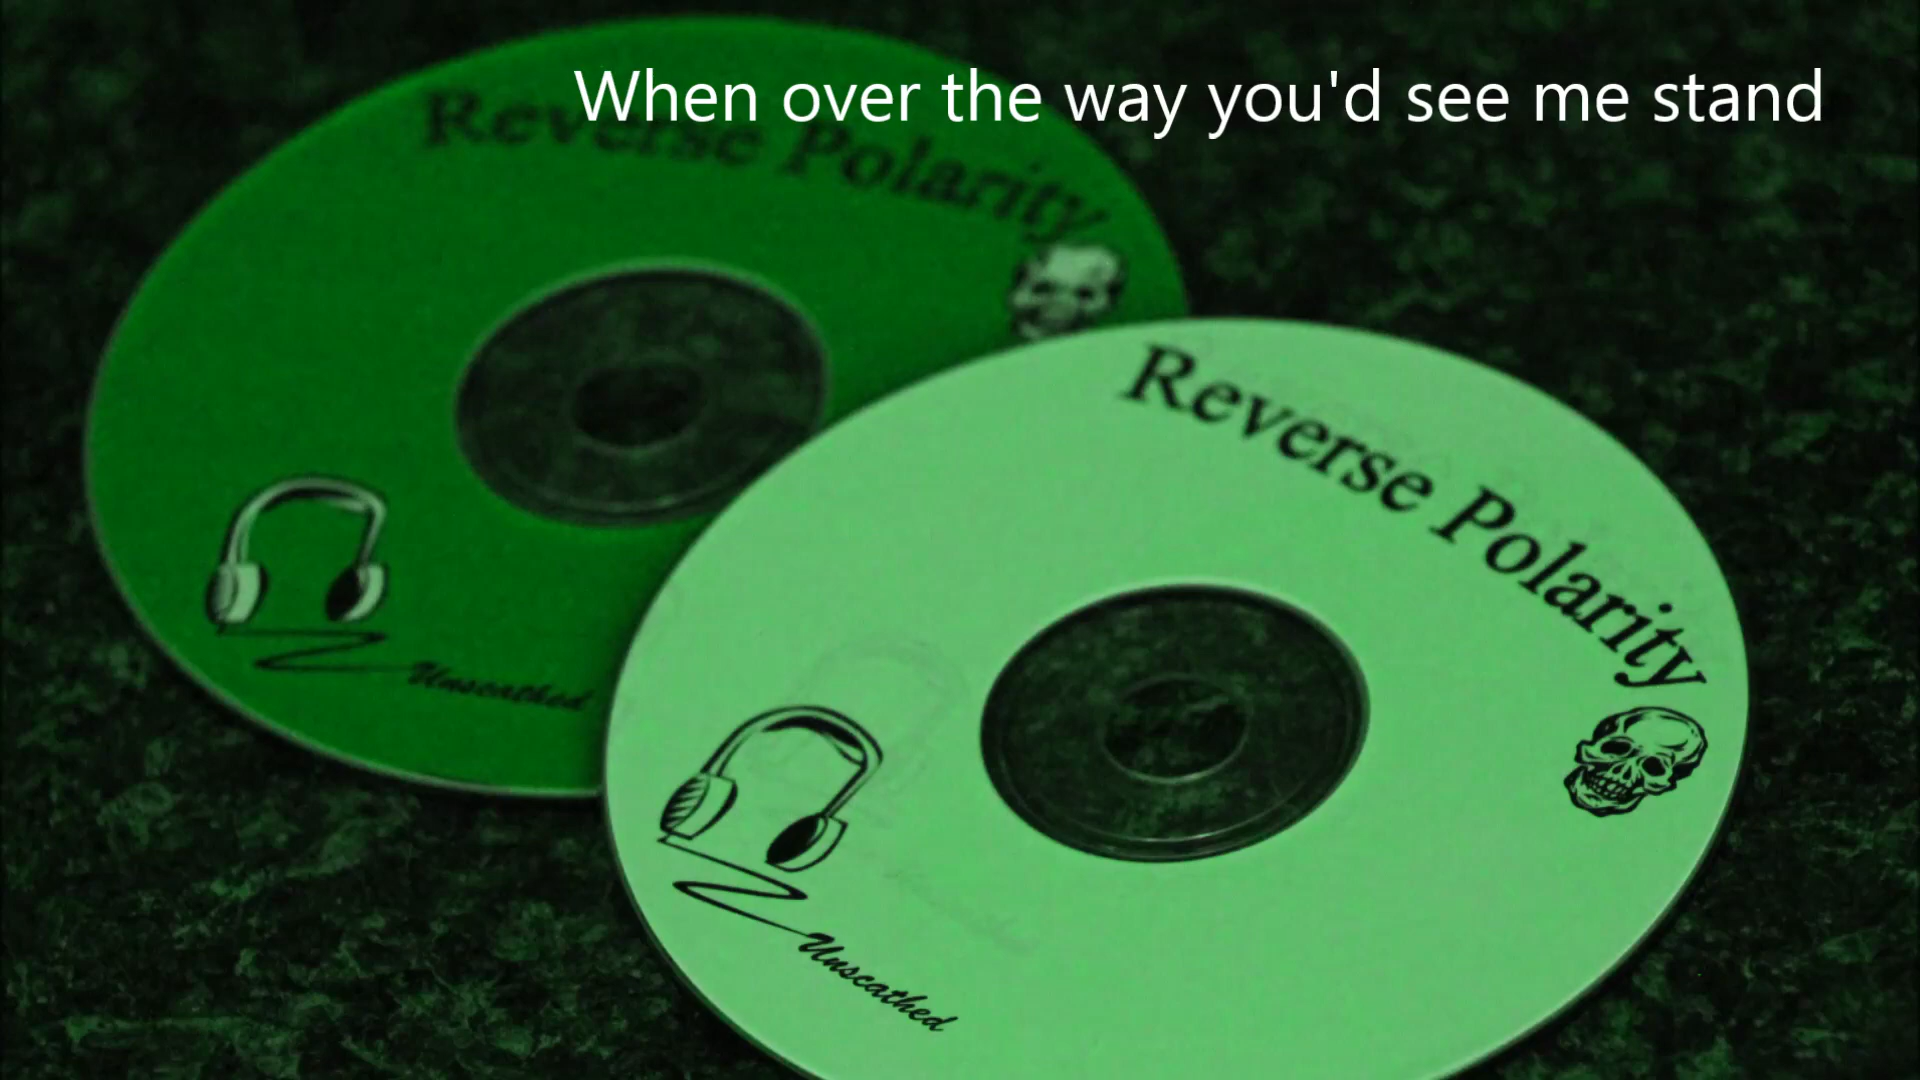 When over the way you'd see me stand
Reverse Polarity
Unscathed
Reverse Polarity
Unscathed